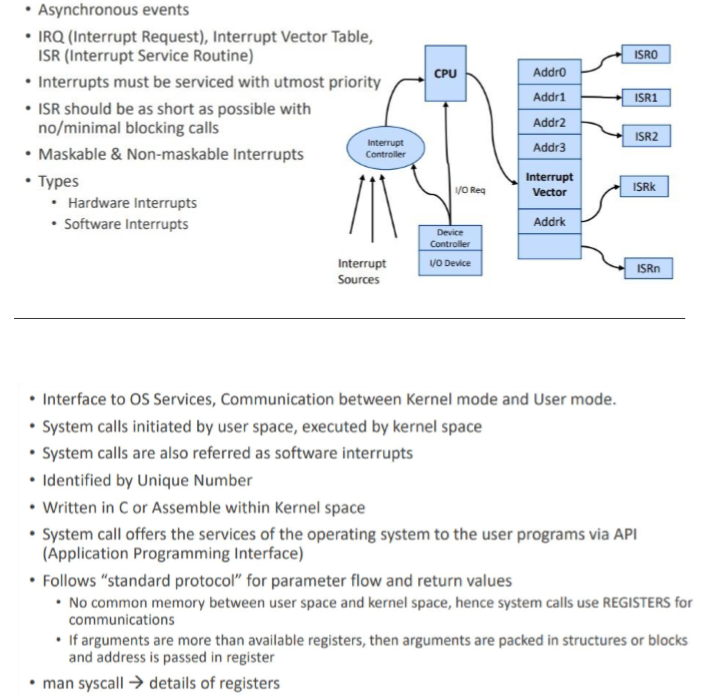 • Asynchronous events
• IRQ (Interrupt Request), Interrupt Vector Table,
ISR (Interrupt Service Routine)
• Interrupts must be serviced with utmost priority
• ISR should be as short as possible with
no/minimal blocking calls
• Maskable & Non-maskable Interrupts
• Types
• Hardware Interrupts
• Software Interrupts
CPU
Interrupt
Controller
I/O Req
Device
Controller
I/O Device
Interrupt
Sources
Addr0
Addr1
Addr2
Addr3
Interrupt
Vector
Addrk
ISR0
ISR1
ISR2
ISRk
ISRn
• Interface to OS Services, Communication between Kernel mode and User mode.
• System calls initiated by user space, executed by kernel space
• System calls are also referred as software interrupts
• Identified by Unique Number
• Written in C or Assemble within Kernel space
• System call offers the services of the operating system to the user programs via API
(Application Programming Interface)
• Follows “standard protocol” for parameter flow and return values
• No common memory between user space and kernel space, hence system calls use REGISTERS for
communications
• If arguments are more than available registers, then arguments are packed in structures or blocks
and address is passed in register
• man syscall → details of registers